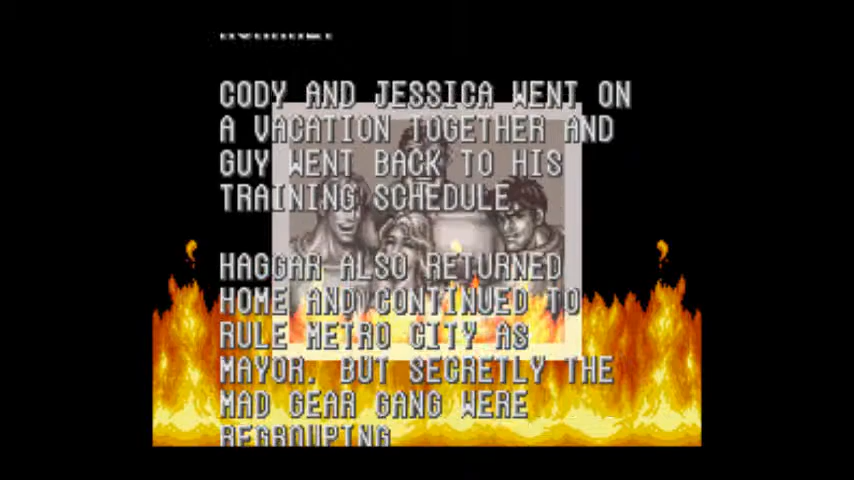 CODY AND JESSICA WENT ON
A VACATION TOGETHER AND
GUY WENT BACK TO HIS
TRAINING SCHEDULE.
HAGGAR ALSO RETURNED
HOME AND CONTINUED TO
RULE METRO CITY AS
MAYOR. BUT SECRETLY THE
MAD GEAR GANG WERE
REGROUPING